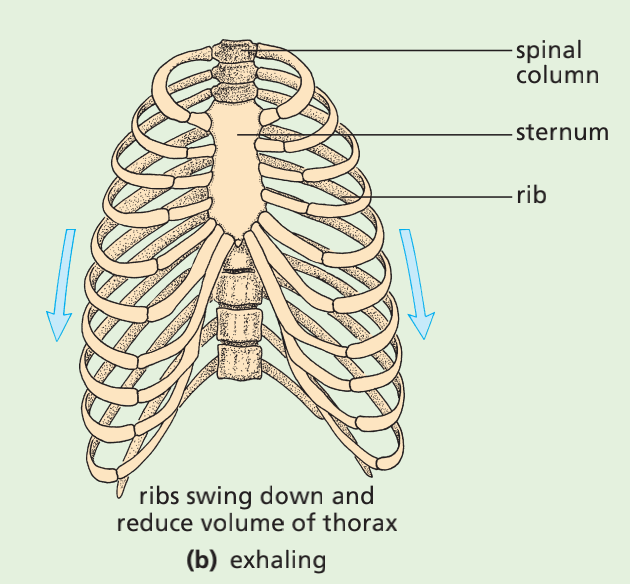 spinal
column
sternum
rib
ribs swing down and
reduce volume of thorax
(b) exhaling